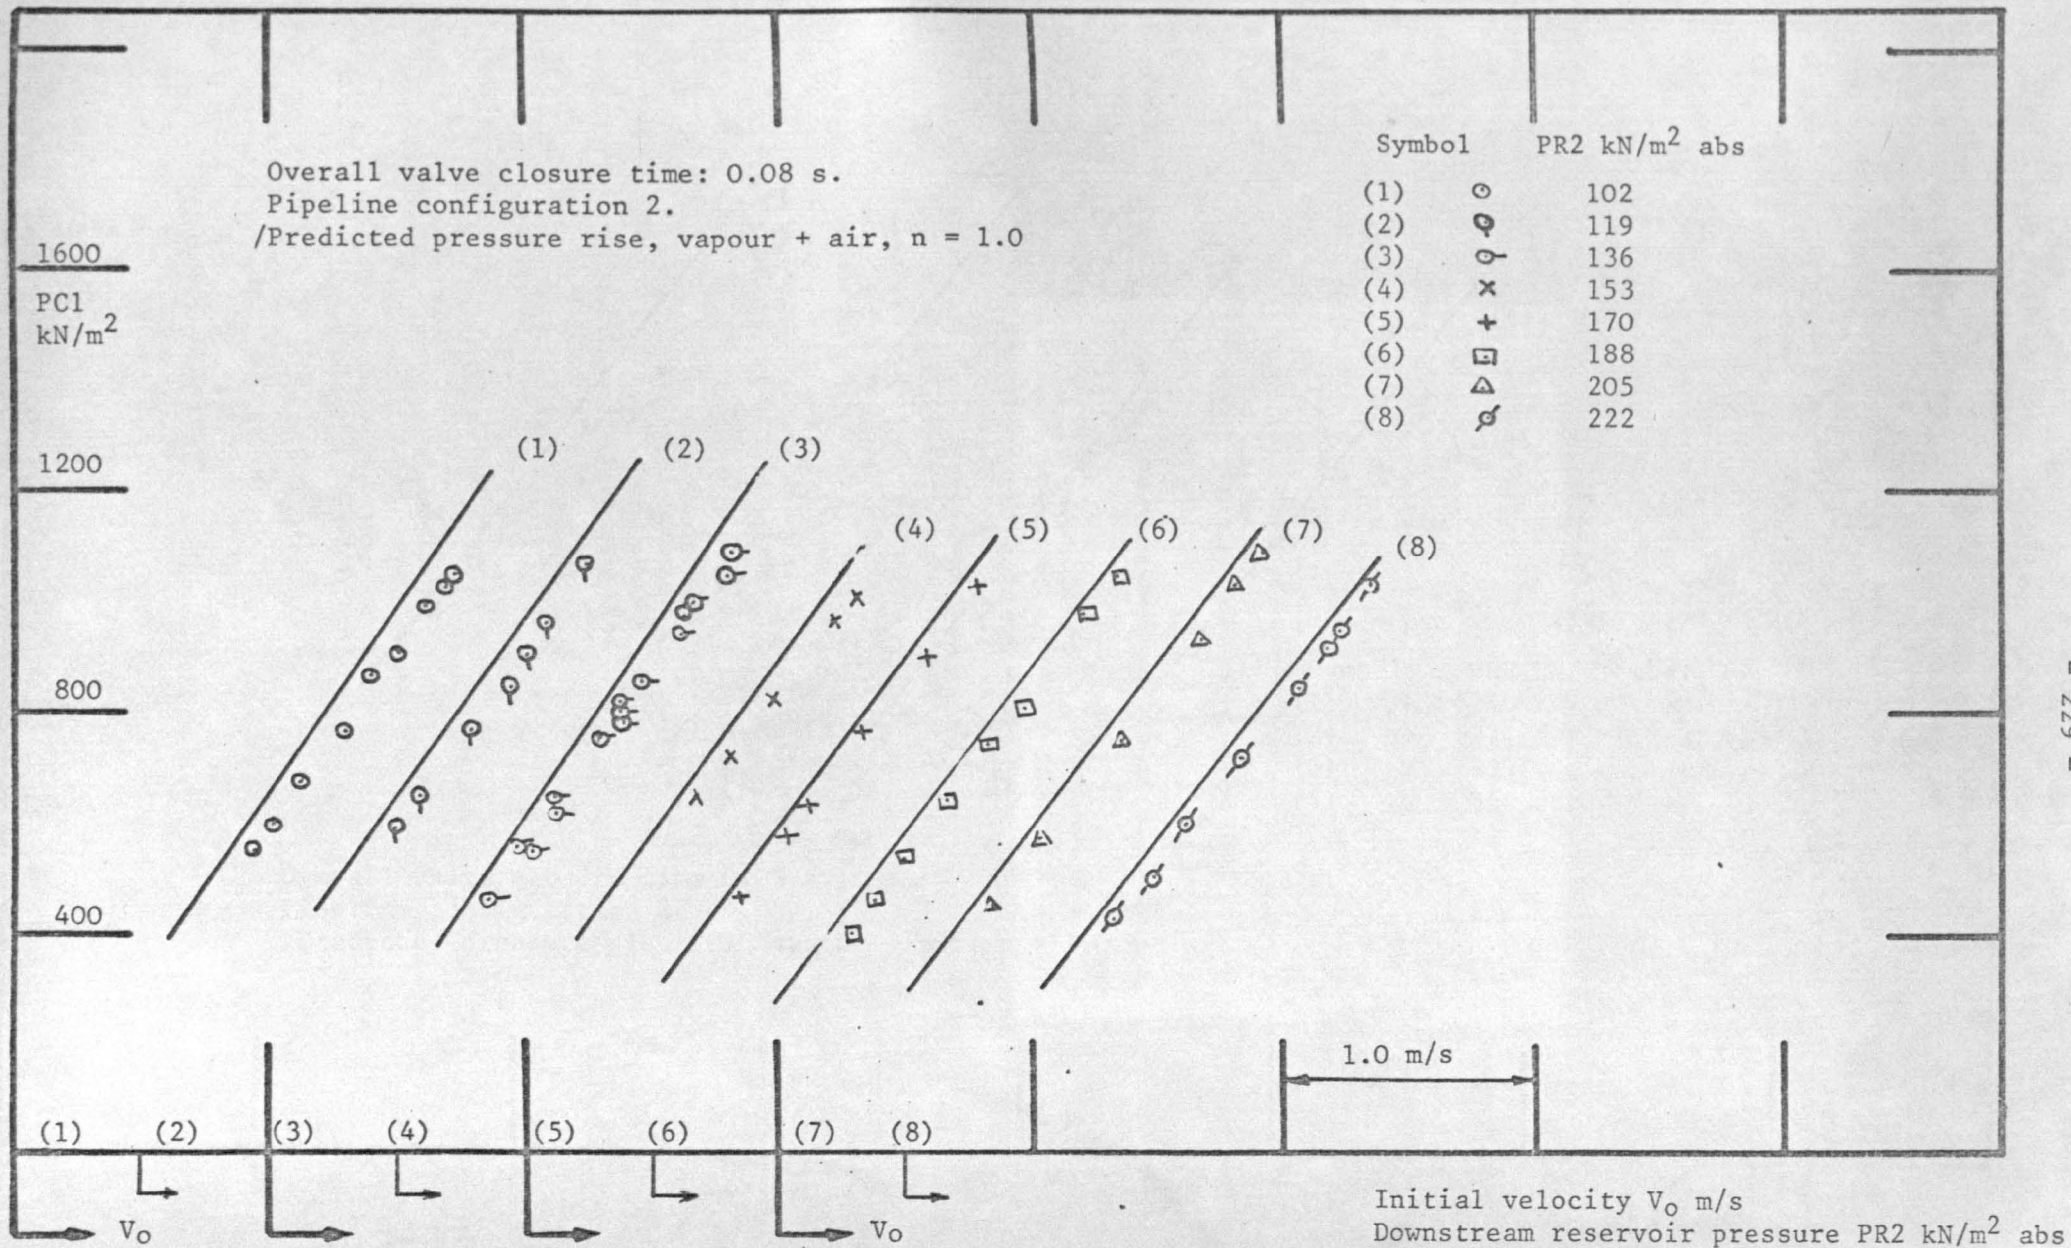 Overall valve closure time: 0.08 s.
Pipeline configuration 2.
/Predicted pressure rise, vapour + air, n = 1.0
Symbol PR2 kN/m² abs
(1) 102
(2) 119
(3) 136
(4) × 153
(5) + 170
(6) 188
(7) 205
(8) 222
1600
PC1
kN/m²
1200
800
400
(1) (2) (3)
(4) (5) (6) (7) (8)
1.0 m/s
(1) (2) (3) (4) (5) (6) (7) (8)
V₀ V₀
Initial velocity V₀ m/s
Downstream reservoir pressure PR2 kN/m² abs